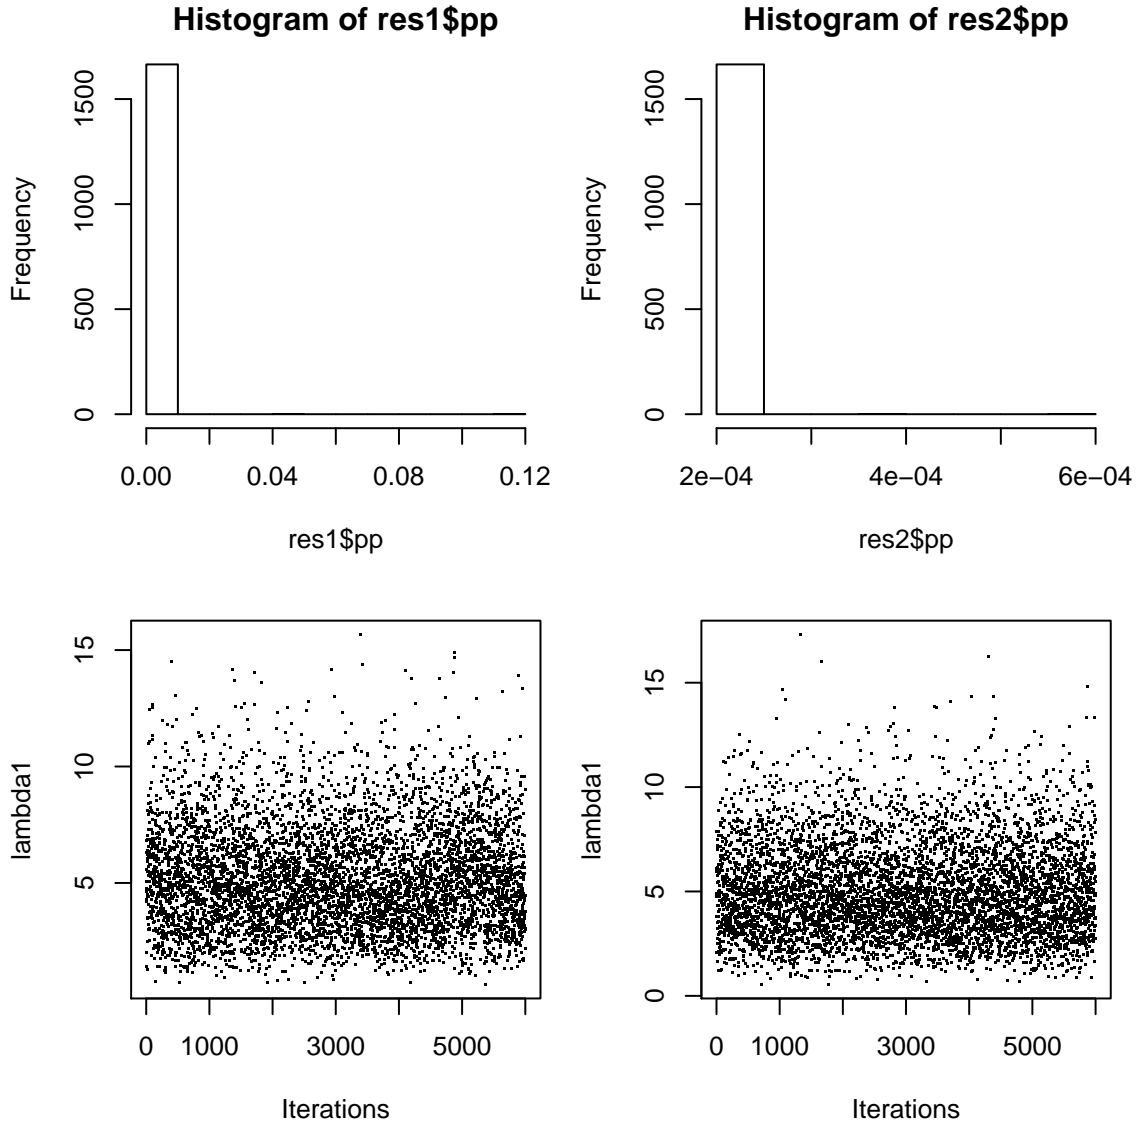 Histogram of res1$pp
Frequency
0 500 1000 1500
0.00 0.04 0.08 0.12
res1$pp
Histogram of res2$pp
Frequency
0 500 1000 1500
2e−04 4e−04 6e−04
res2$pp
lambda1
5 10 15
0 1000 3000 5000
Iterations
lambda1
0 5 10 15
0 1000 3000 5000
Iterations